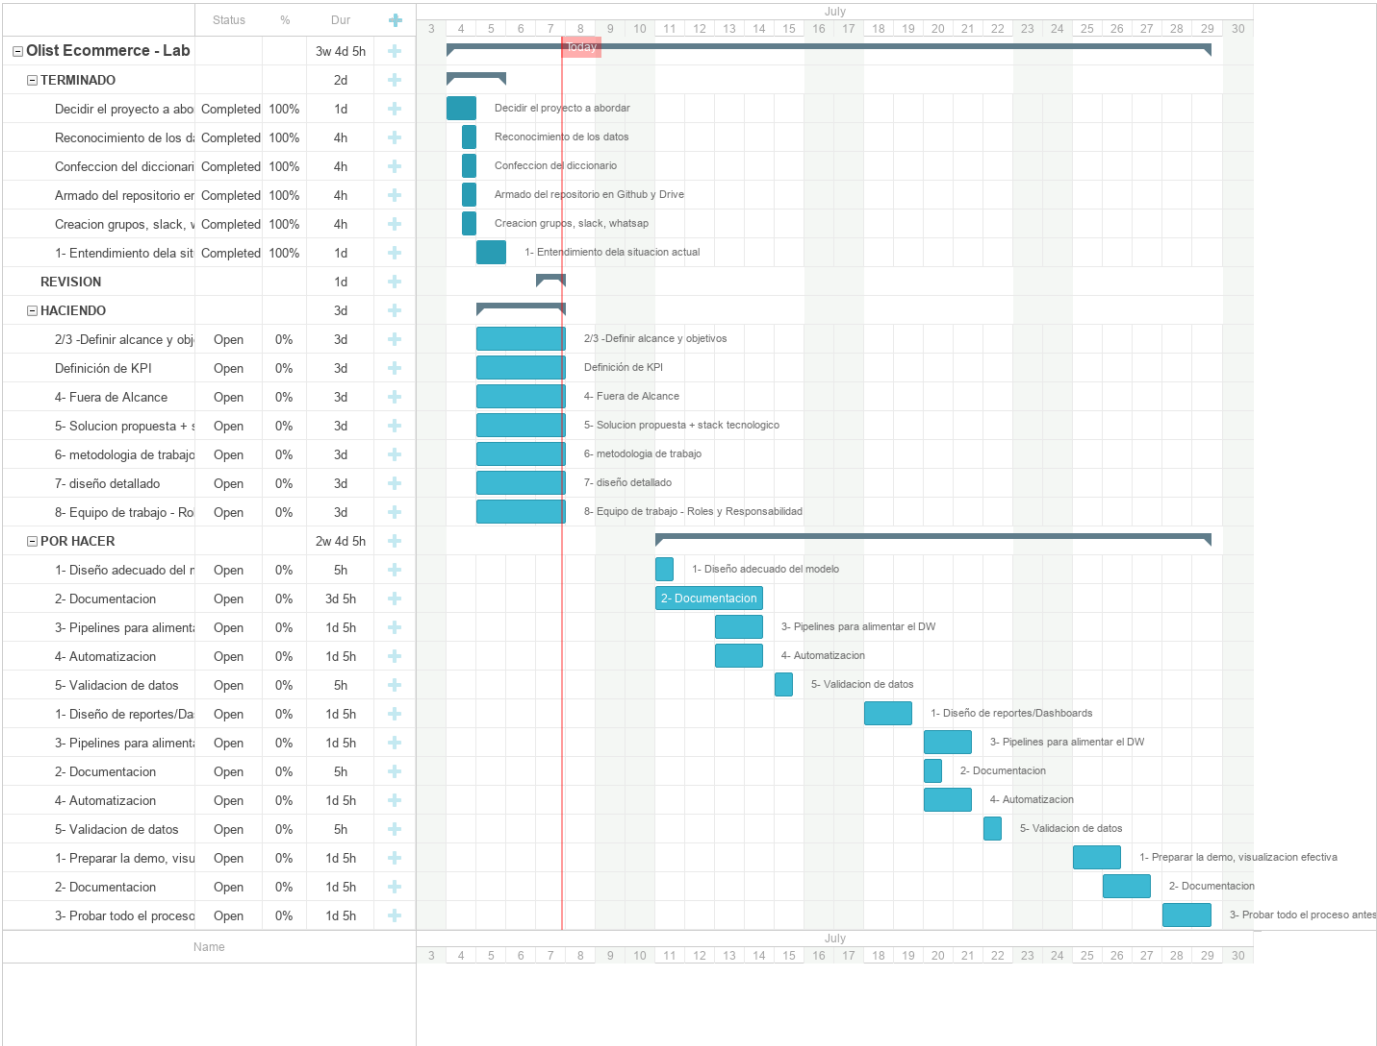 July
Status % Dur
3 4 5 6 7 8 9 10 11 12 13 14 15 16 17 18 19 20 21 22 23 24 25 26 27 28 29 30
Olist Ecommerce - Lab 3w 4d 5h Today
TERMINADO 2d
Decidir el proyecto a abo Completed 100% 1d Decidir el proyecto a abordar
Reconocimiento de los da Completed 100% 4h Reconocimiento de los datos
Confeccion del diccionari Completed 100% 4h Confeccion del diccionario
Armado del repositorio er Completed 100% 4h Armado del repositorio en Github y Drive
Creacion grupos, slack, v Completed 100% 4h Creacion grupos, slack, whatsap
1- Entendimiento dela sit Completed 100% 1d 1- Entendimiento dela situacion actual
REVISION 1d
HACIENDO 3d
2/3 -Definir alcance y obj Open 0% 3d 2/3 -Definir alcance y objetivos
Definición de KPI Open 0% 3d Definición de KPI
4- Fuera de Alcance Open 0% 3d 4- Fuera de Alcance
5- Solucion propuesta + s Open 0% 3d 5- Solucion propuesta + stack tecnologico
6- metodologia de trabajo Open 0% 3d 6- metodologia de trabajo
7- diseño detallado Open 0% 3d 7- diseño detallado
8- Equipo de trabajo - Ro Open 0% 3d 8- Equipo de trabajo - Roles y Responsabilidad
POR HACER 2w 4d 5h
1- Diseño adecuado del m Open 0% 5h 1- Diseño adecuado del modelo
2- Documentacion Open 0% 3d 5h 2- Documentacion
3- Pipelines para alimenta Open 0% 1d 5h 3- Pipelines para alimentar el DW
4- Automatizacion Open 0% 1d 5h 4- Automatizacion
5- Validacion de datos Open 0% 5h 5- Validacion de datos
1- Diseño de reportes/Das Open 0% 1d 5h 1- Diseño de reportes/Dashboards
3- Pipelines para alimenta Open 0% 1d 5h 3- Pipelines para alimentar el DW
2- Documentacion Open 0% 5h 2- Documentacion
4- Automatizacion Open 0% 1d 5h 4- Automatizacion
5- Validacion de datos Open 0% 5h 5- Validacion de datos
1- Preparar la demo, visu Open 0% 1d 5h 1- Preparar la demo, visualizacion efectiva
2- Documentacion Open 0% 1d 5h 2- Documentacion
3- Probar todo el proceso Open 0% 1d 5h 3- Probar todo el proceso antes
Name July
3 4 5 6 7 8 9 10 11 12 13 14 15 16 17 18 19 20 21 22 23 24 25 26 27 28 29 30